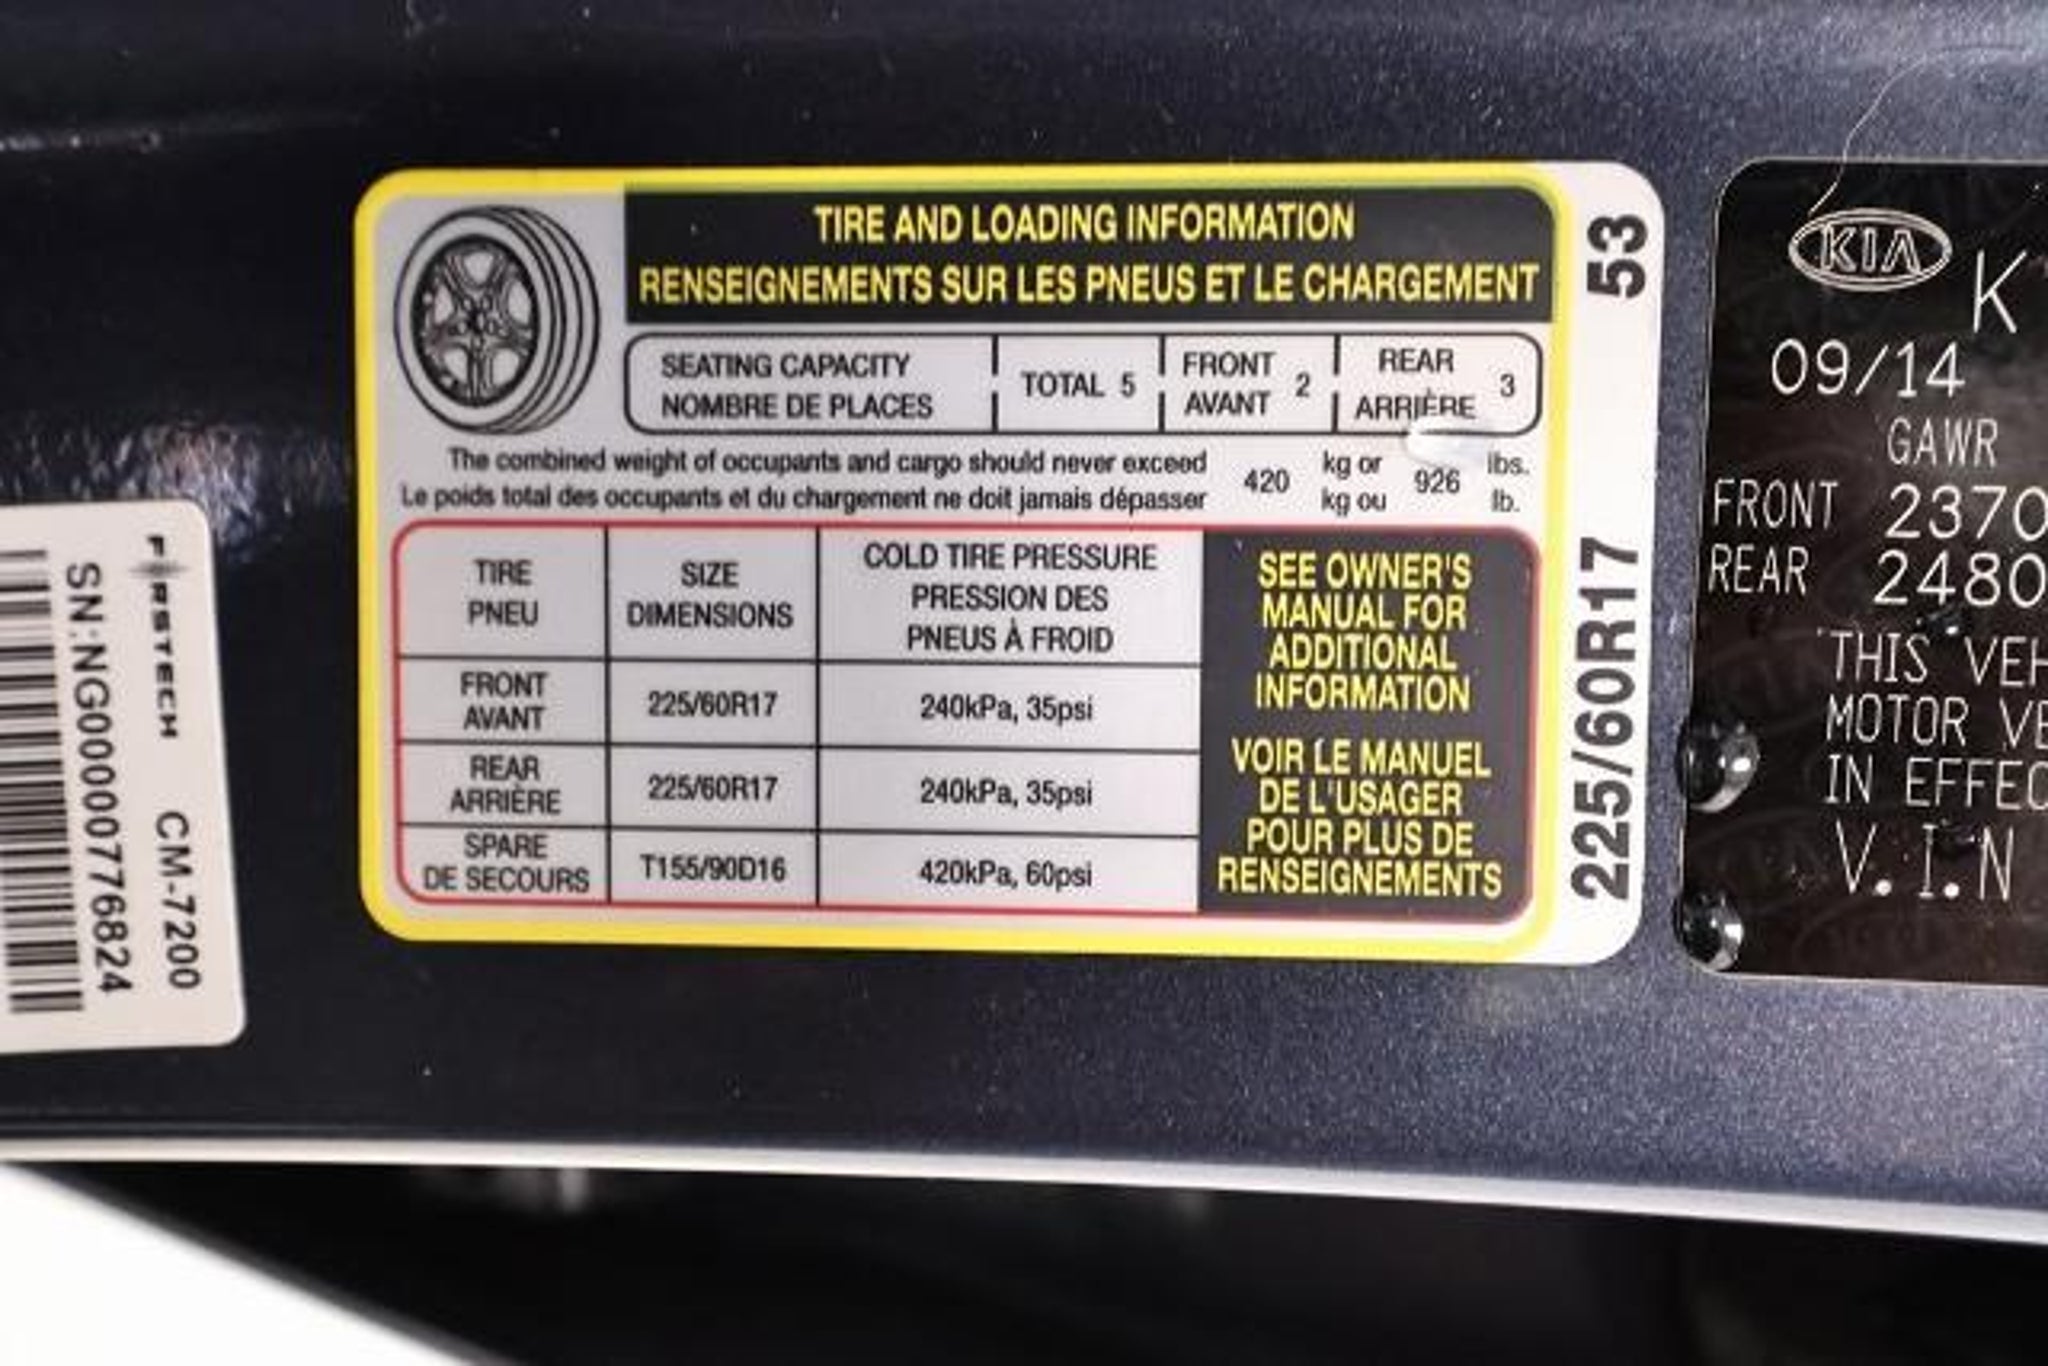 TIRE AND LOADING INFORMATION
RENSEIGNEMENTS SUR LES PNEUS ET LE CHARGEMENT
SEATING CAPACITY
NOMBRE DE PLACES
TOTAL 5
FRONT
AVANT 2
REAR
ARRIÈRE 3
The combined weight of occupants and cargo should never exceed 420 kg or 926 lbs.
Le poids total des occupants et du chargement ne doit jamais dépasser kg ou lb.
TIRE
PNEU
SIZE
DIMENSIONS
COLD TIRE PRESSURE
PRESSION DES
PNEUS À FROID
FRONT
AVANT
225/60R17
240kPa, 35psi
REAR
ARRIÈRE
225/60R17
240kPa, 35psi
SPARE
DE SECOURS
T155/90D16
420kPa, 60psi
SEE OWNER'S
MANUAL FOR
ADDITIONAL
INFORMATION
VOIR LE MANUEL
DE L'USAGER
POUR PLUS DE
RENSEIGNEMENTS
225/60R17 53
FIRSTECH CM-7200
SN:NG00000776824
KIA K
09/14
GAWR
FRONT 2370
REAR 2480
THIS VEH
MOTOR VE
IN EFFEC
V.I.N